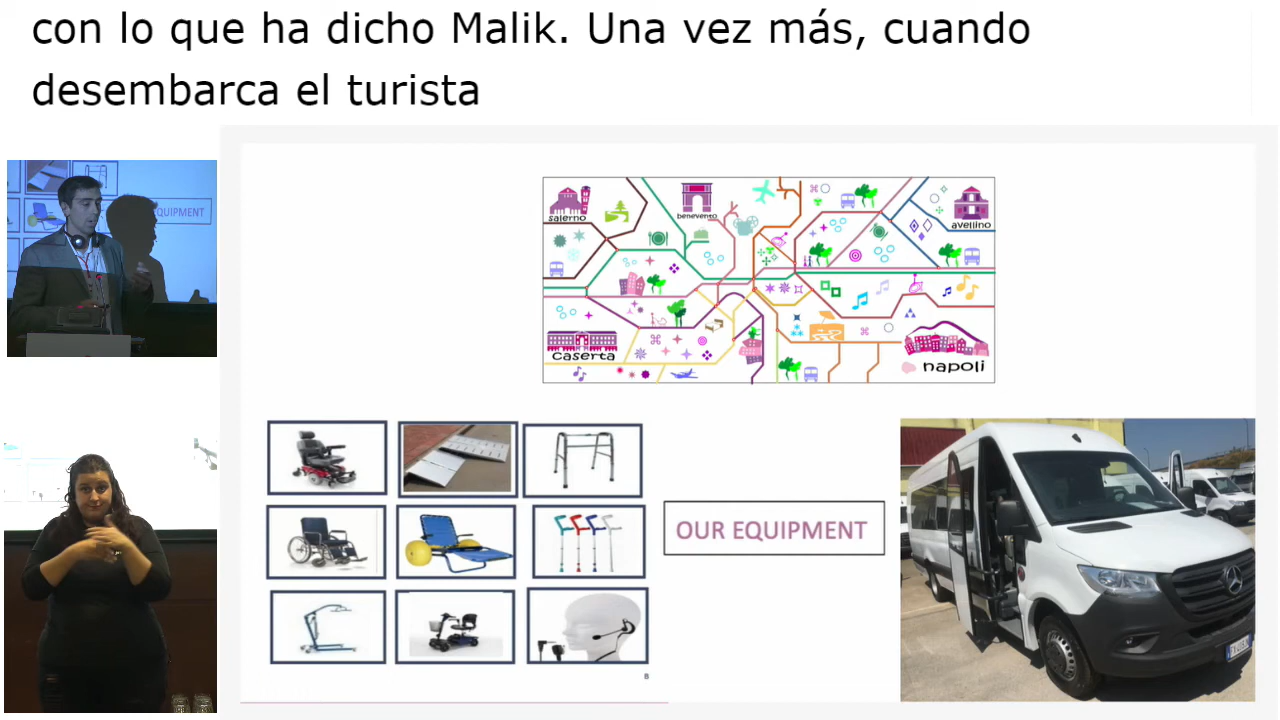 con lo que ha dicho Malik. Una vez más, cuando
desembarca el turista
EQUIPMENT
salerno
benevento
avellino
caserta
napoli
OUR EQUIPMENT
8